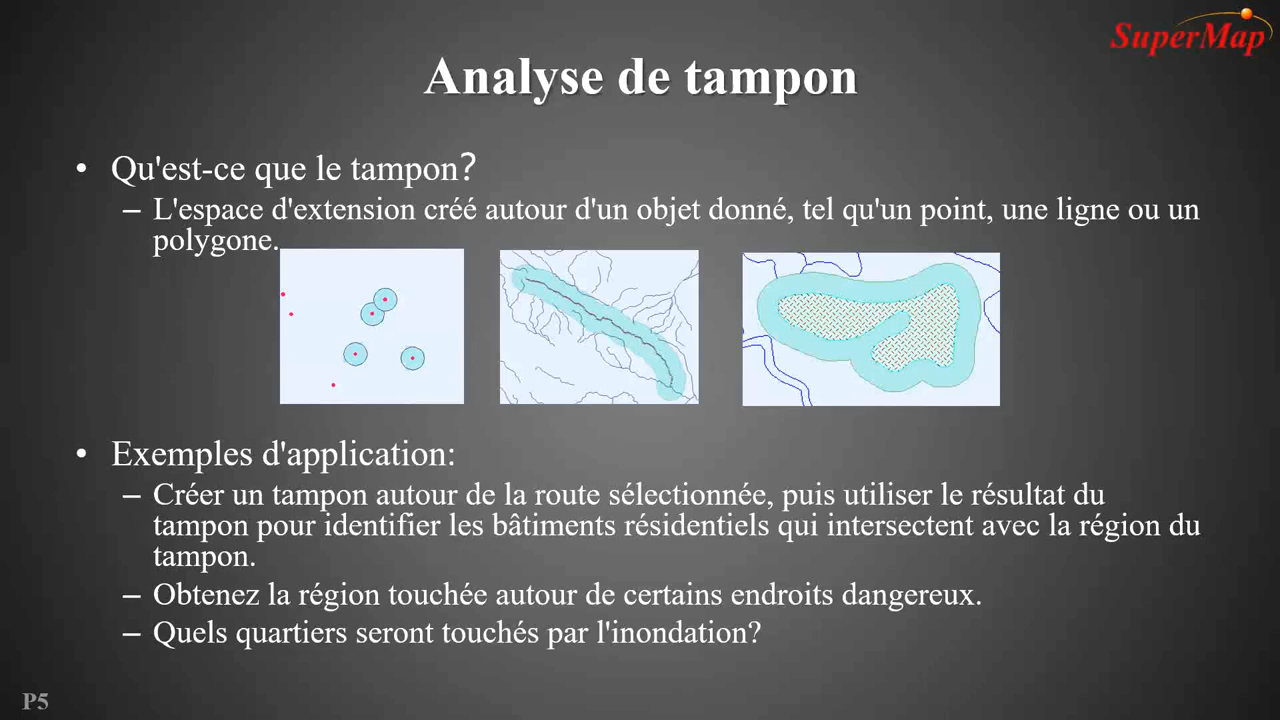 SuperMap
Analyse de tampon
• Qu'est-ce que le tampon?
– L'espace d'extension créé autour d'un objet donné, tel qu'un point, une ligne ou un
polygone.
• Exemples d'application:
– Créer un tampon autour de la route sélectionnée, puis utiliser le résultat du
tampon pour identifier les bâtiments résidentiels qui intersectent avec la région du
tampon.
– Obtenez la région touchée autour de certains endroits dangereux.
– Quels quartiers seront touchés par l'inondation?
P5